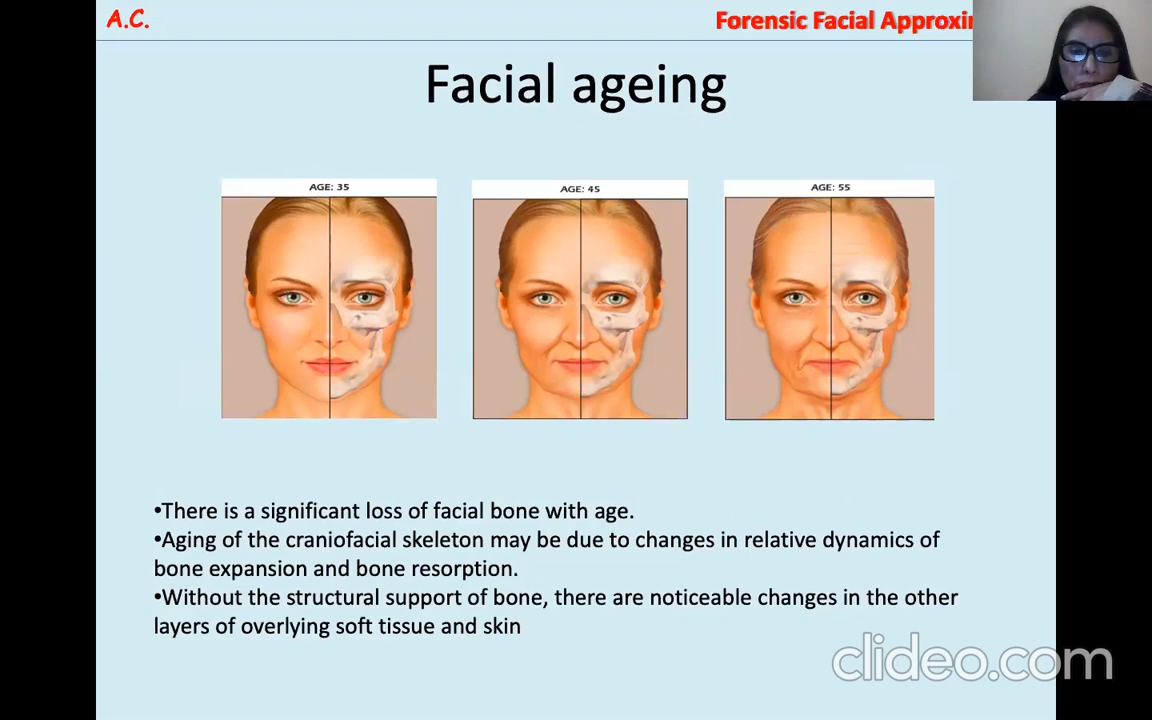 A.C.
Forensic Facial
Facial ageing
AGE: 35
AGE: 45
AGE: 55
•There is a significant loss of facial bone with age.
•Aging of the craniofacial skeleton may be due to changes in relative dynamics of
bone expansion and bone resorption.
•Without the structural support of bone, there are noticeable changes in the other
layers of overlying soft tissue and skin
clideo.com